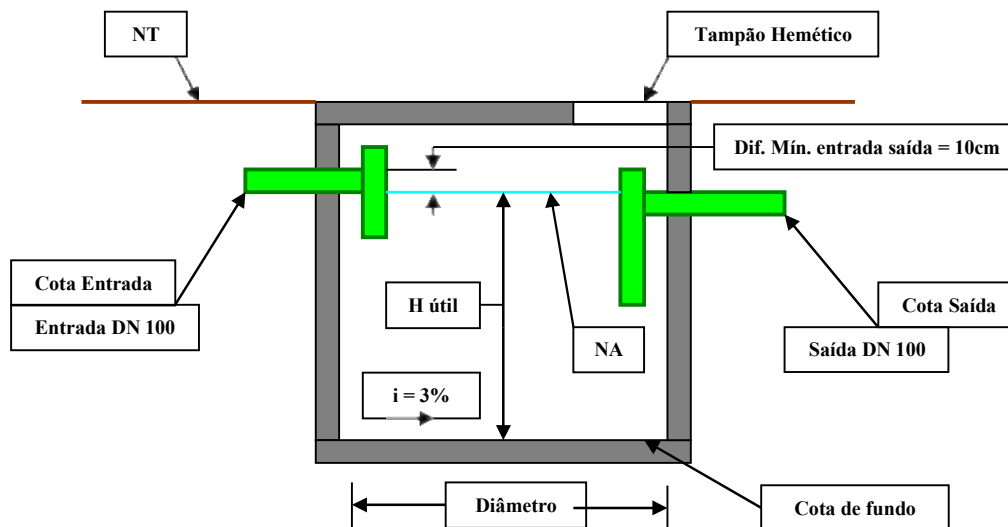 NT
Tampão Hemético
Dif. Mín. entrada saída = 10cm
Cota Entrada
Entrada DN 100
H útil
NA
Cota Saída
Saída DN 100
i = 3%
Diâmetro
Cota de fundo